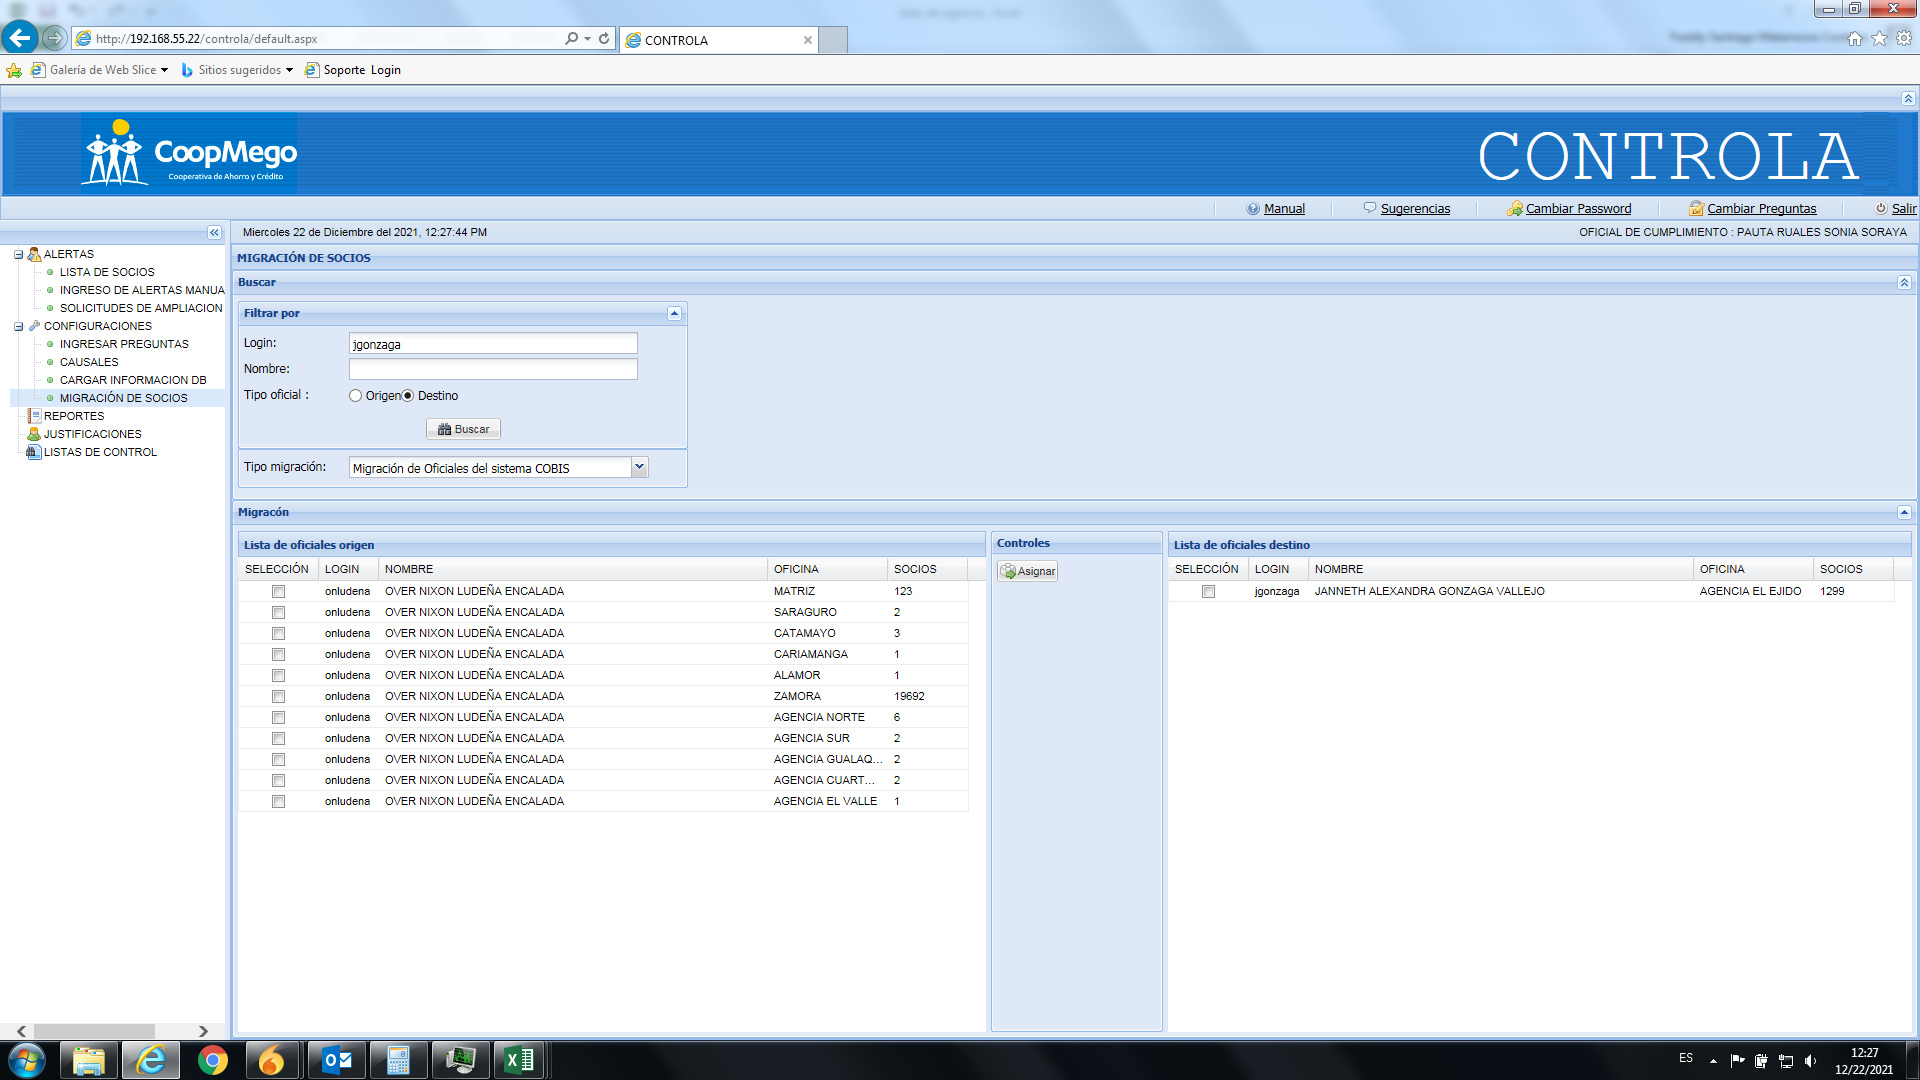 http://192.168.55.22/controla/default.aspx
CONTROLA
Galería de Web Slice
Sitios sugeridos
Soporte Login
CoopMego
Cooperativa de Ahorro y Crédito
CONTROLA
Manual
Sugerencias
Cambiar Password
Cambiar Preguntas
Salir
Miercoles 22 de Diciembre del 2021, 12:27:44 PM
OFICIAL DE CUMPLIMIENTO : PAUTA RUALES SONIA SORAYA
ALERTAS
LISTA DE SOCIOS
INGRESO DE ALERTAS MANUA
SOLICITUDES DE AMPLIACION
CONFIGURACIONES
INGRESAR PREGUNTAS
CAUSALES
CARGAR INFORMACION DB
MIGRACIÓN DE SOCIOS
REPORTES
JUSTIFICACIONES
LISTAS DE CONTROL
MIGRACIÓN DE SOCIOS
Buscar
Filtrar por
Login: jgonzaga
Nombre:
Tipo oficial : Origen Destino
Buscar
Tipo migración: Migración de Oficiales del sistema COBIS
Migracón
Lista de oficiales origen
SELECCIÓN LOGIN NOMBRE OFICINA SOCIOS
onludena OVER NIXON LUDEÑA ENCALADA MATRIZ 123
onludena OVER NIXON LUDEÑA ENCALADA SARAGURO 2
onludena OVER NIXON LUDEÑA ENCALADA CATAMAYO 3
onludena OVER NIXON LUDEÑA ENCALADA CARIAMANGA 1
onludena OVER NIXON LUDEÑA ENCALADA ALAMOR 1
onludena OVER NIXON LUDEÑA ENCALADA ZAMORA 19692
onludena OVER NIXON LUDEÑA ENCALADA AGENCIA NORTE 6
onludena OVER NIXON LUDEÑA ENCALADA AGENCIA SUR 2
onludena OVER NIXON LUDEÑA ENCALADA AGENCIA GUALAQ... 2
onludena OVER NIXON LUDEÑA ENCALADA AGENCIA CUART... 2
onludena OVER NIXON LUDEÑA ENCALADA AGENCIA EL VALLE 1
Controles
Asignar
Lista de oficiales destino
SELECCIÓN LOGIN NOMBRE OFICINA SOCIOS
jgonzaga JANNETH ALEXANDRA GONZAGA VALLEJO AGENCIA EL EJIDO 1299
ES
12:27
12/22/2021